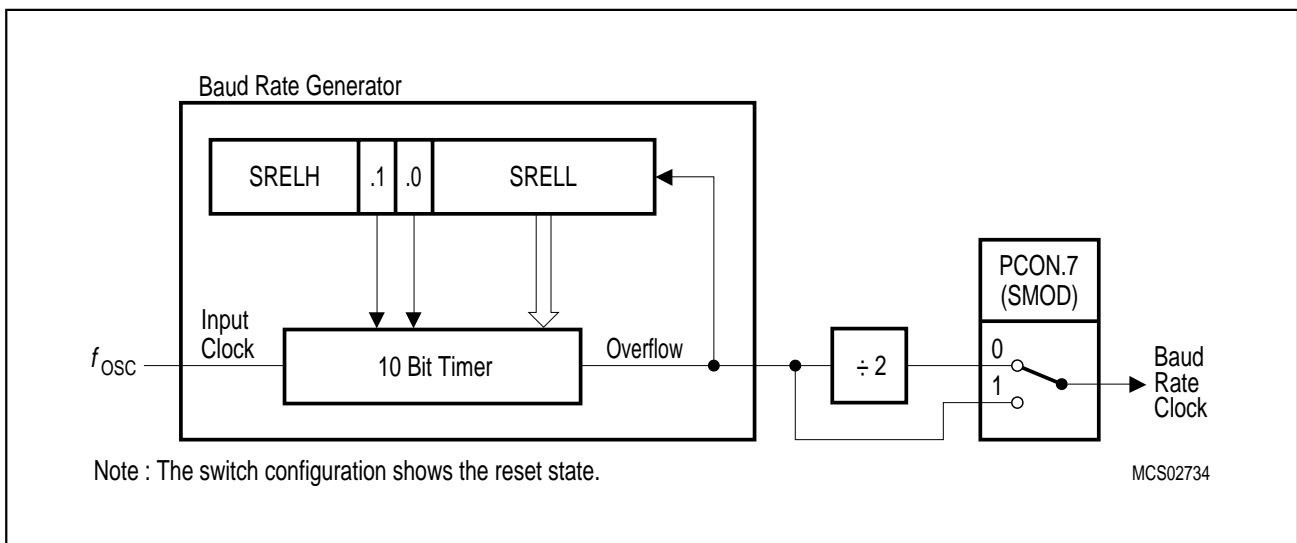 Baud Rate Generator
SRELH .1 .0 SRELL
PCON.7
(SMOD)
Input
Clock
fOSC
10 Bit Timer
Overflow
÷ 2
0
1
Baud
Rate
Clock
Note : The switch configuration shows the reset state.
MCS02734